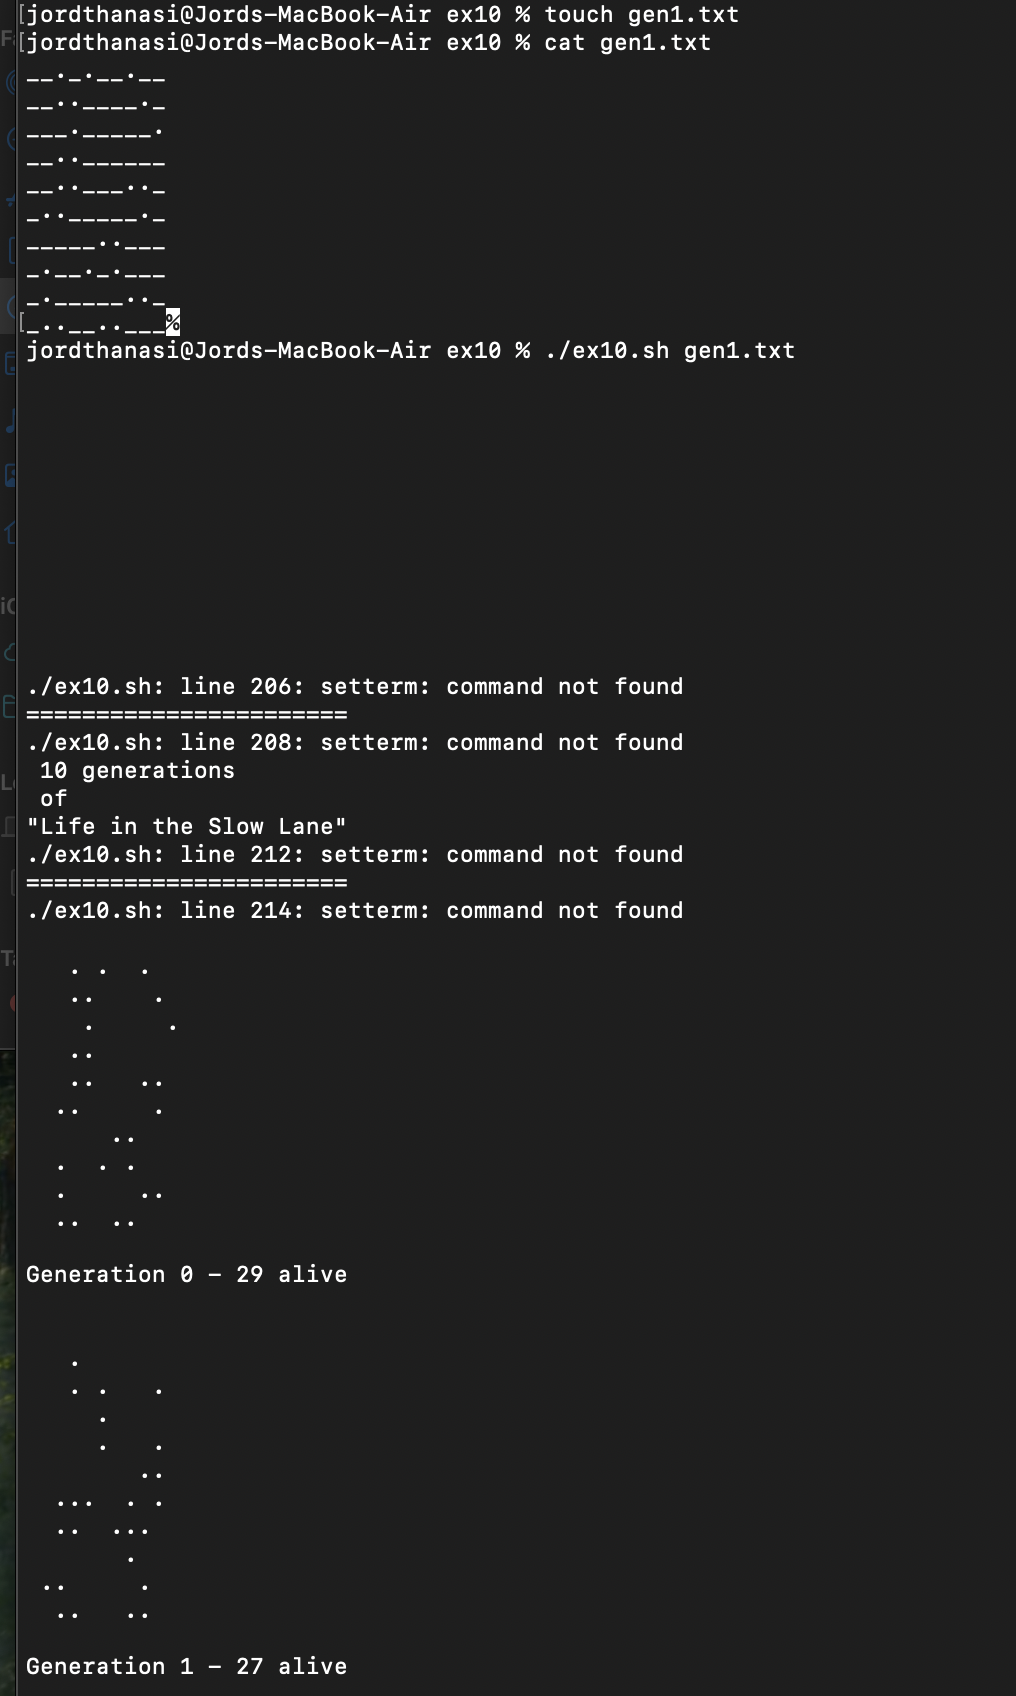 [jordthanasi@Jords-MacBook-Air ex10 % touch gen1.txt
[jordthanasi@Jords-MacBook-Air ex10 % cat gen1.txt
__._.__.__
__..____._
___._____.
__..______
__..___.._
_.._____._
_____..___
_.__._.___
_._____.._
[_..__..___%
jordthanasi@Jords-MacBook-Air ex10 % ./ex10.sh gen1.txt
./ex10.sh: line 206: setterm: command not found
=======================
./ex10.sh: line 208: setterm: command not found
 10 generations
 of
"Life in the Slow Lane"
./ex10.sh: line 212: setterm: command not found
=======================
./ex10.sh: line 214: setterm: command not found
   . .  .
   ..    .
    .     .
   ..
   ..   ..
  ..     .
      ..
  .  . .
  .     ..
  ..  ..
Generation 0 - 29 alive
   .
   . .   .
     .
     .   .
        ..
  ...  . .
  ..  ...
       .
 ..     .
  ..   ..
Generation 1 - 27 alive